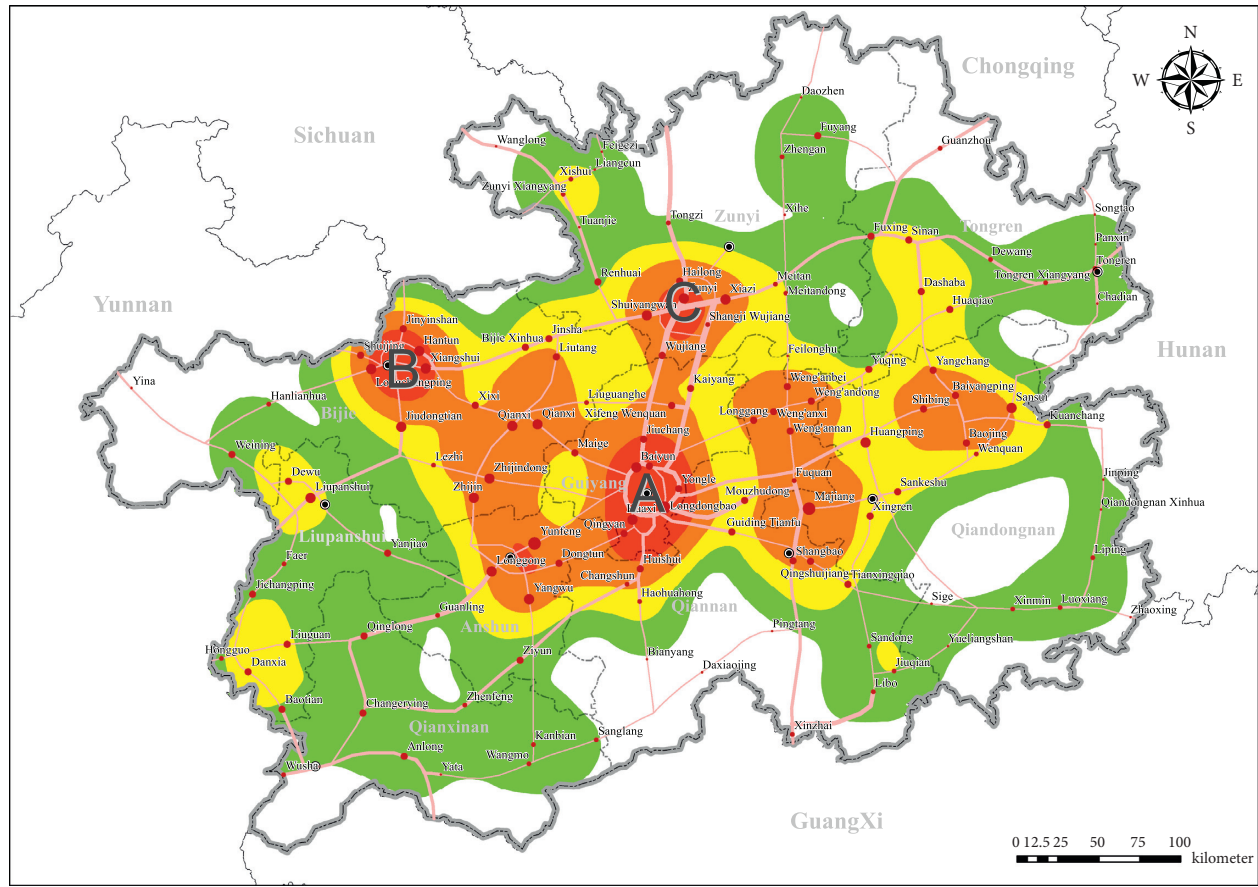 N
W E
S
Chongqing
Sichuan
Yunnan
Hunan
GuangXi
Zunyi
Tongren
Bijie
Guiyang
Liupanshui
Anshun
Qiannan
Qiandongnan
Qianxinan
A
B
C
Daozhen
Fuyang
Wanglong
Feigezi
Liangcun
Guanzhou
Zhengan
Xishui
Zunyi Xiangyang
Tuanjie
Tongzi
Xihe
Songtao
Fuxing
Sinan
Panxin
Dewang
Tongren
Tongren Xiangyang
Renhuai
Hailong
Zunyi
Xiazi
Meitan
Meitandong
Dashaba
Huaqiao
Chadian
Shangji Wujiang
Jinyinshan
Hantun
Jinsha
Bijie Xinhua
Liutang
Xiangshui
Wujiang
Feilonghu
Yuqing
Yangchang
Yina
Hanlianhua
Kaiyang
Weng'anbei
Weng'andong
Baiyangping
Sansui
Xixi
Liuguanghe
Xifeng Wenquan
Longgang
Weng'anxi
Shibing
Jiudongtian
Qianxi
Qianxi
Jiuchang
Weng'annan
Huangping
Baojing
Kuanchang
Weining
Maige
Baiyun
Wenquan
Lezhi
Zhijindong
Dewu
Liupanshui
Zhijin
Yongle
Fuquan
Sankeshu
Jinping
Mouzhudong
Majiang
Longdongbao
Qiandongnan Xinhua
Xingren
Qingyan
Guiding Tianfu
Yunfeng
Yanjiao
Shangbao
Liping
Faer
Longgong
Dongtun
Huishui
Changshun
Qingshuijiang
Tianxingqiao
Jichangping
Yangwu
Haohuahong
Sige
Xinmin
Luoxiang
Zhaoxing
Guanling
Liuguan
Qinglong
Pingtang
Sandong
Yueliangshan
Hongguo
Danxia
Ziyun
Bianyang
Daxiaojing
Jiuqian
Libo
Baotian
Changerying
Zhenfeng
Xinzhai
Anlong
Kanbian
Sanglang
Wangmo
Wusha
Yata
0 12.5 25 50 75 100
kilometer